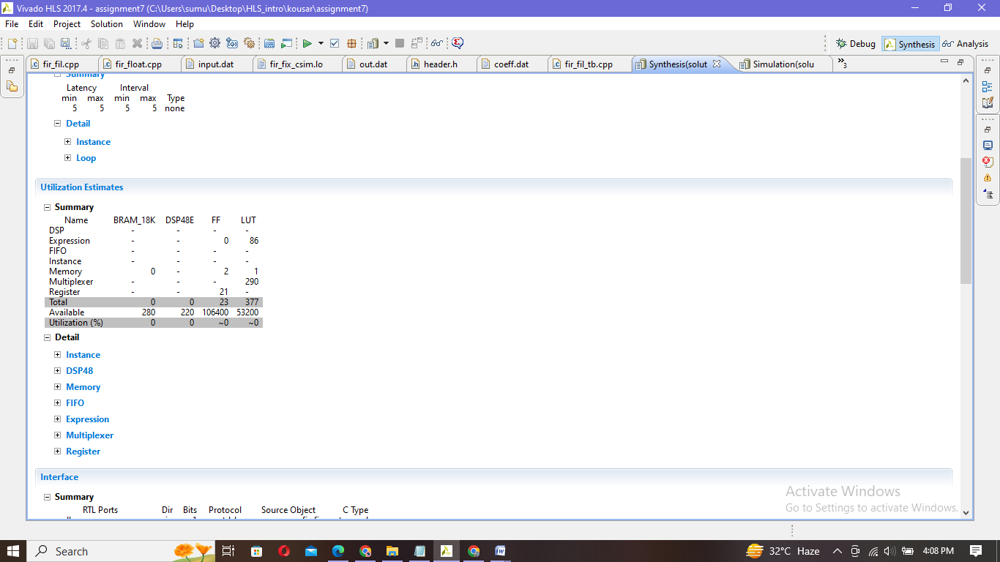 Vivado HLS 2017.4 - assignment7 (C:\Users\sumu\Desktop\HLS_intro\kousar\assignment7)
File Edit Project Solution Window Help
Debug Synthesis Analysis
fir_fil.cpp fir_float.cpp input.dat fir_fix_csim.lo out.dat header.h coeff.dat fir_fil_tb.cpp Synthesis(solut Simulation(solu »3
Summary
Latency Interval
min max min max Type
5 5 5 5 none
Detail
Instance
Loop
Utilization Estimates
Summary
Name BRAM_18K DSP48E FF LUT
DSP - - - -
Expression - - 0 86
FIFO - - - -
Instance - - - -
Memory 0 - 2 1
Multiplexer - - - 290
Register - - 21 -
Total 0 0 23 377
Available 280 220 106400 53200
Utilization (%) 0 0 ~0 ~0
Detail
Instance
DSP48
Memory
FIFO
Expression
Multiplexer
Register
Interface
Summary
RTL Ports Dir Bits Protocol Source Object C Type
Activate Windows
Go to Settings to activate Windows.
Search
32°C Haze
4:08 PM